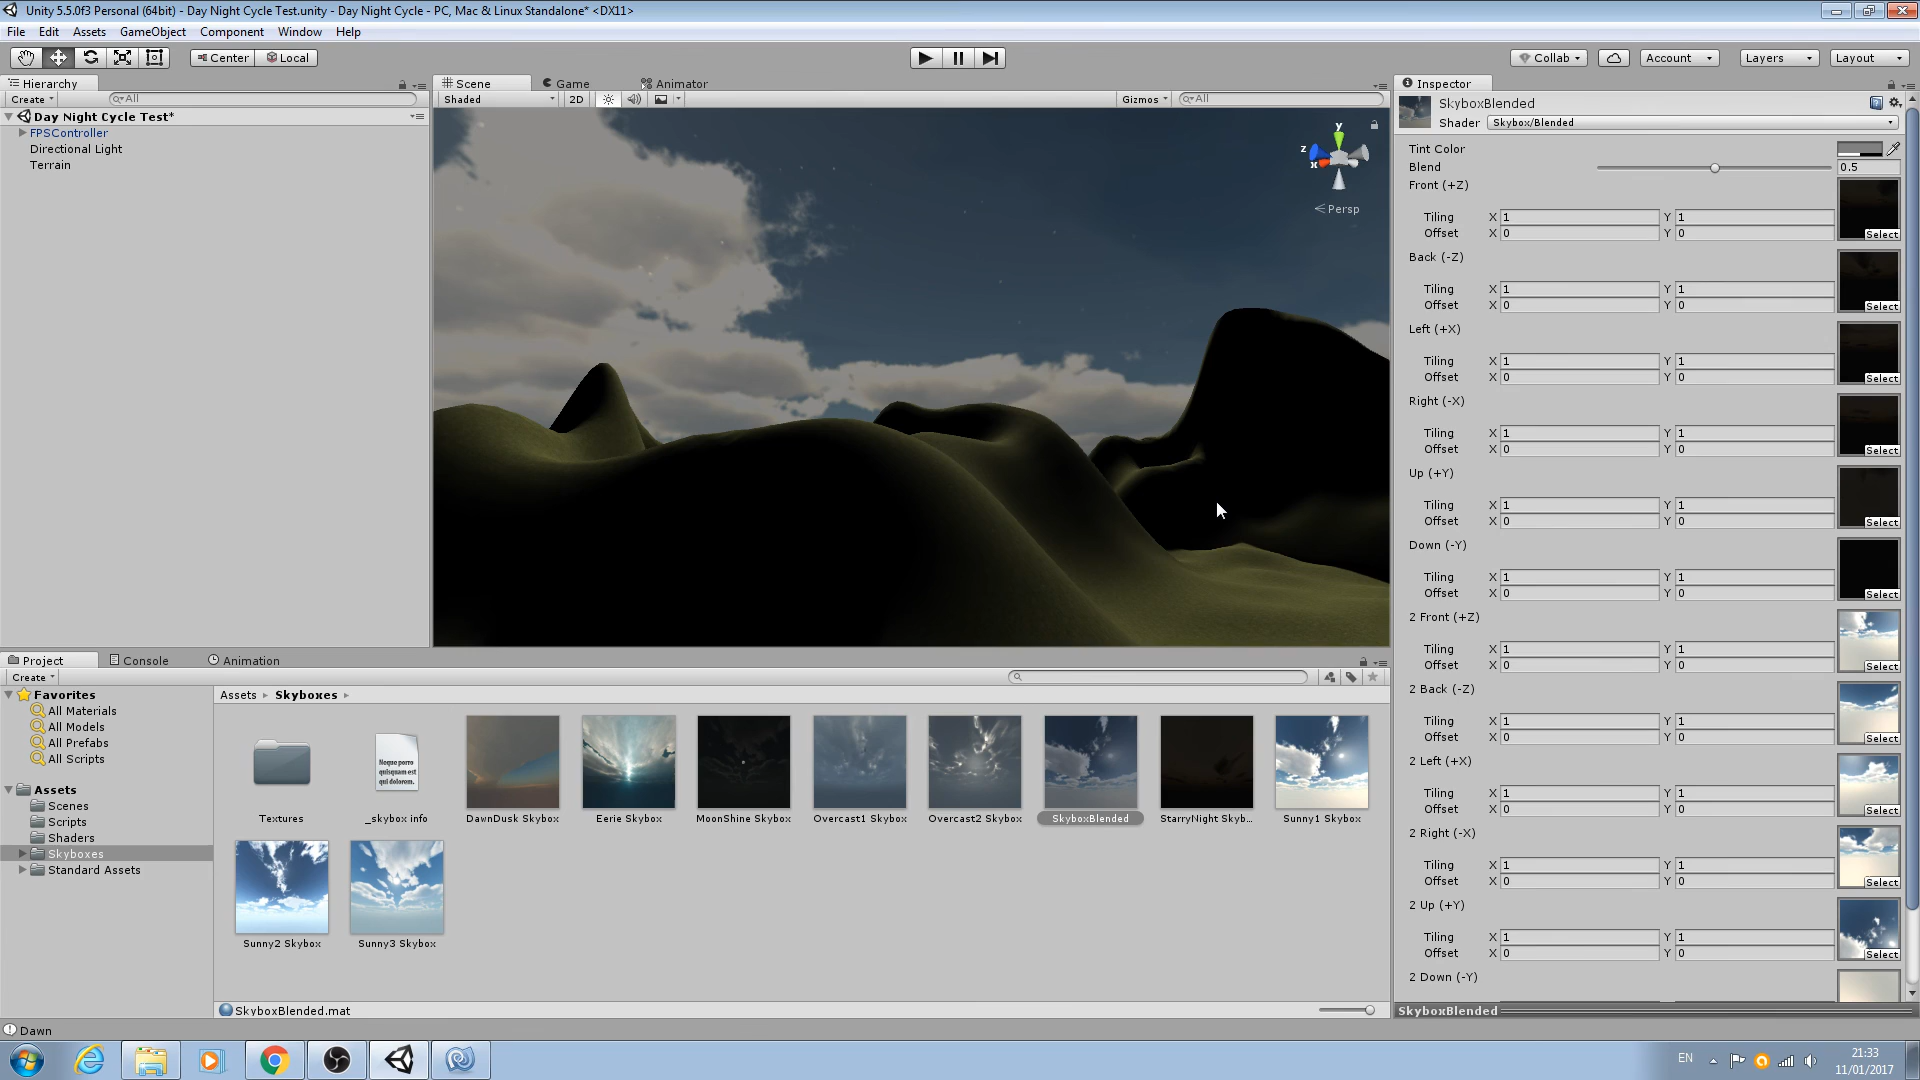 Unity 5.5.0f3 Personal (64bit) - Day Night Cycle Test.unity - Day Night Cycle - PC, Mac & Linux Standalone* <DX11>
File Edit Assets GameObject Component Window Help
Center Local Collab Account Layers Layout
Hierarchy
Create All
Day Night Cycle Test*
FPSController
Directional Light
Terrain
Scene Game Animator
Shaded 2D Gizmos All
y
z
x
Persp
Inspector
SkyboxBlended
Shader Skybox/Blended
Tint Color
Blend 0.5
Front (+Z)
Tiling X 1 Y 1
Offset X 0 Y 0
Select
Back (-Z)
Tiling X 1 Y 1
Offset X 0 Y 0
Select
Left (+X)
Tiling X 1 Y 1
Offset X 0 Y 0
Select
Right (-X)
Tiling X 1 Y 1
Offset X 0 Y 0
Select
Up (+Y)
Tiling X 1 Y 1
Offset X 0 Y 0
Select
Down (-Y)
Tiling X 1 Y 1
Offset X 0 Y 0
Select
2 Front (+Z)
Tiling X 1 Y 1
Offset X 0 Y 0
Select
2 Back (-Z)
Tiling X 1 Y 1
Offset X 0 Y 0
Select
2 Left (+X)
Tiling X 1 Y 1
Offset X 0 Y 0
Select
2 Right (-X)
Tiling X 1 Y 1
Offset X 0 Y 0
Select
2 Up (+Y)
Tiling X 1 Y 1
Offset X 0 Y 0
Select
2 Down (-Y)
SkyboxBlended
Project Console Animation
Create
Favorites
All Materials
All Models
All Prefabs
All Scripts
Assets
Scenes
Scripts
Shaders
Skyboxes
Standard Assets
Assets Skyboxes
Neque porro
quisquam est
qui dolorem.
Textures _skybox info DawnDusk Skybox Eerie Skybox MoonShine Skybox Overcast1 Skybox Overcast2 Skybox SkyboxBlended StarryNight Skyb... Sunny1 Skybox
Sunny2 Skybox Sunny3 Skybox
SkyboxBlended.mat
Dawn
EN
21:33
11/01/2017